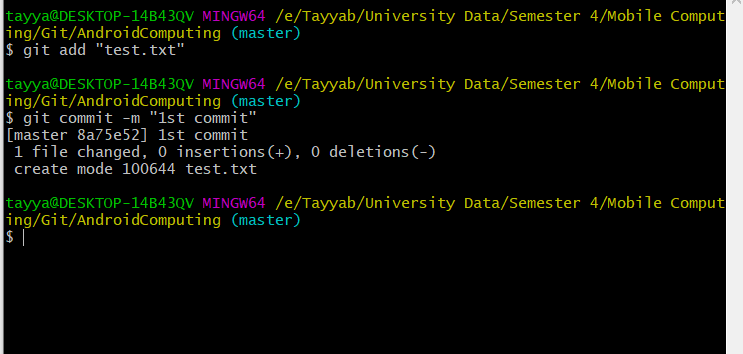 tayya@DESKTOP-14B43QV MINGW64 /e/Tayyab/University Data/Semester 4/Mobile Comput
ing/Git/AndroidComputing (master)
$ git add "test.txt"
tayya@DESKTOP-14B43QV MINGW64 /e/Tayyab/University Data/Semester 4/Mobile Comput
ing/Git/AndroidComputing (master)
$ git commit -m "1st commit"
[master 8a75e52] 1st commit
 1 file changed, 0 insertions(+), 0 deletions(-)
 create mode 100644 test.txt
tayya@DESKTOP-14B43QV MINGW64 /e/Tayyab/University Data/Semester 4/Mobile Comput
ing/Git/AndroidComputing (master)
$